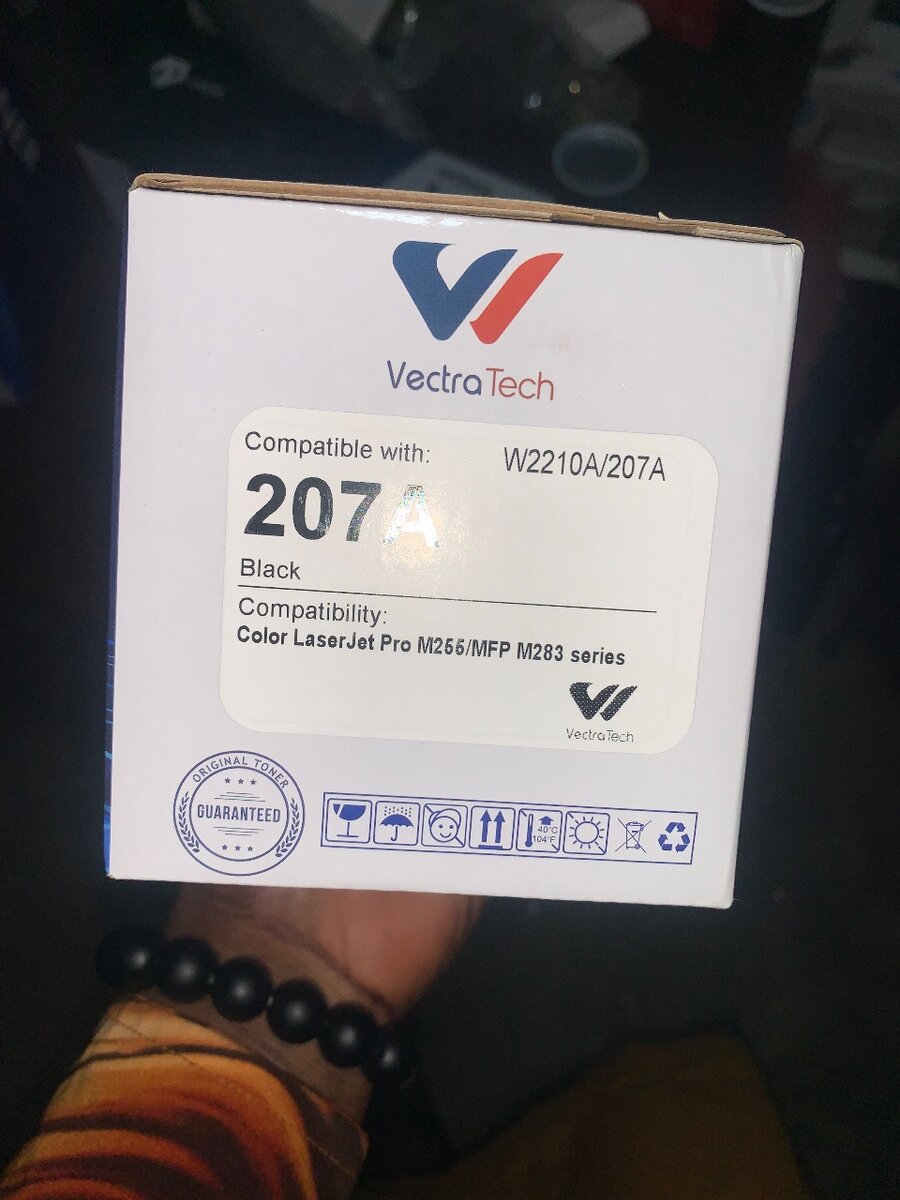 VectraTech
Compatible with:
W2210A/207A
207A
Black
Compatibility:
Color LaserJet Pro M255/MFP M283 series
VectraTech
ORIGINAL TONER
GUARANTEED
40°C
104°F